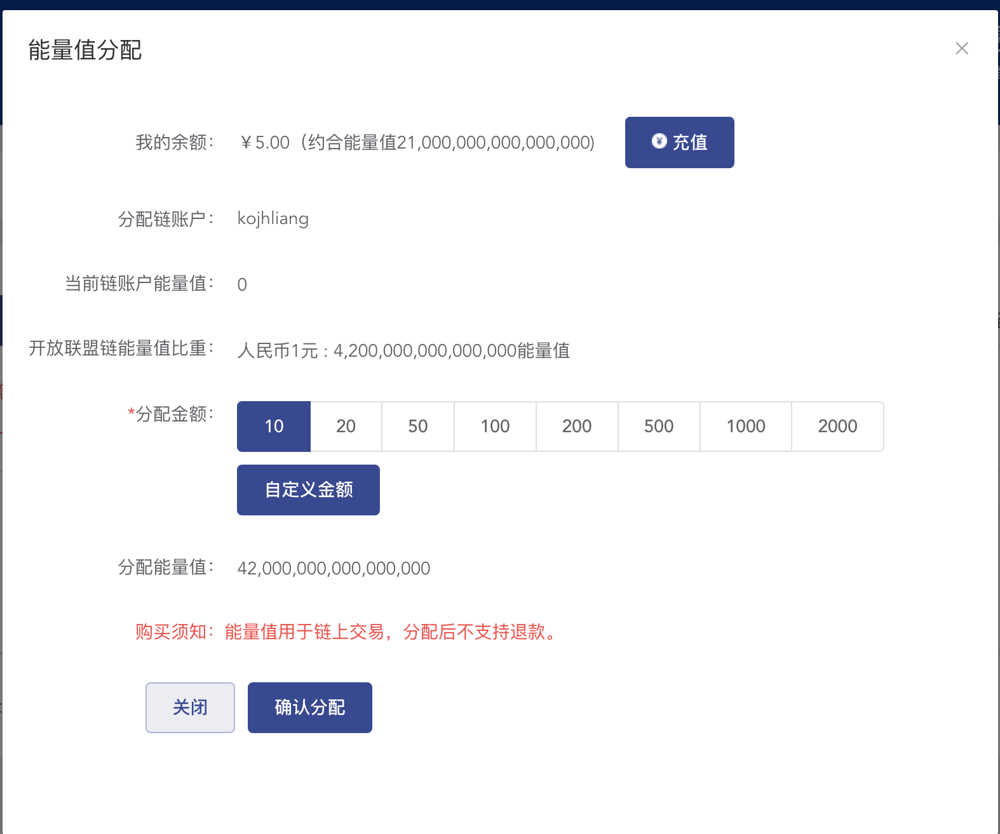 能量值分配
我的余额： ￥5.00（约合能量值21,000,000,000,000,000) 充值
分配链账户： kojhliang
当前链账户能量值： 0
开放联盟链能量值比重： 人民币1元 : 4,200,000,000,000,000能量值
*分配金额： 10 20 50 100 200 500 1000 2000
自定义金额
分配能量值： 42,000,000,000,000,000
购买须知：能量值用于链上交易，分配后不支持退款。
关闭 确认分配